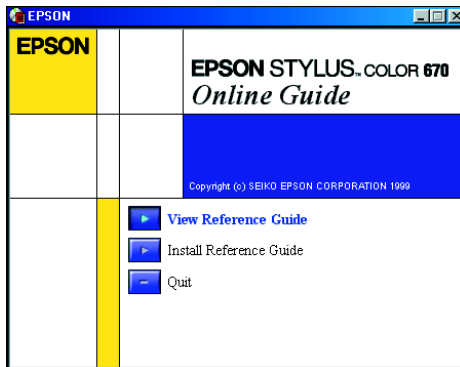 EPSON
EPSON
EPSON STYLUS™ COLOR 670
Online Guide
Copyright (c) SEIKO EPSON CORPORATION 1999
View Reference Guide
Install Reference Guide
Quit